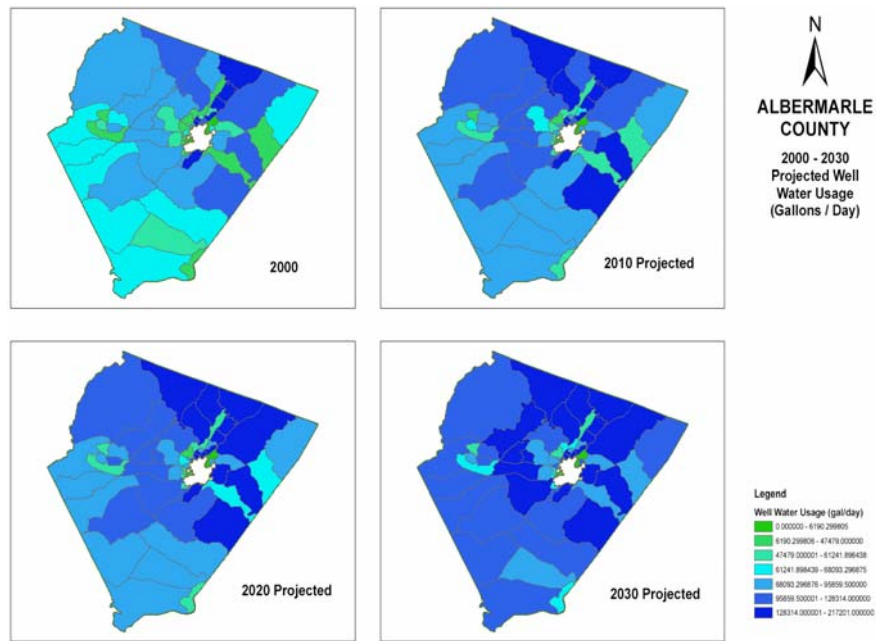 N
ALBERMARLE
COUNTY
2000 - 2030
Projected Well
Water Usage
(Gallons / Day)
2000
2010 Projected
2020 Projected
2030 Projected
Legend
Well Water Usage (gal/day)
0.000000 - 6190.299805
6190.299806 - 47479.000000
47479.000001 - 61241.898438
61241.898439 - 68093.296875
68093.296876 - 95859.500000
95859.500001 - 128314.000000
128314.000001 - 217201.000000